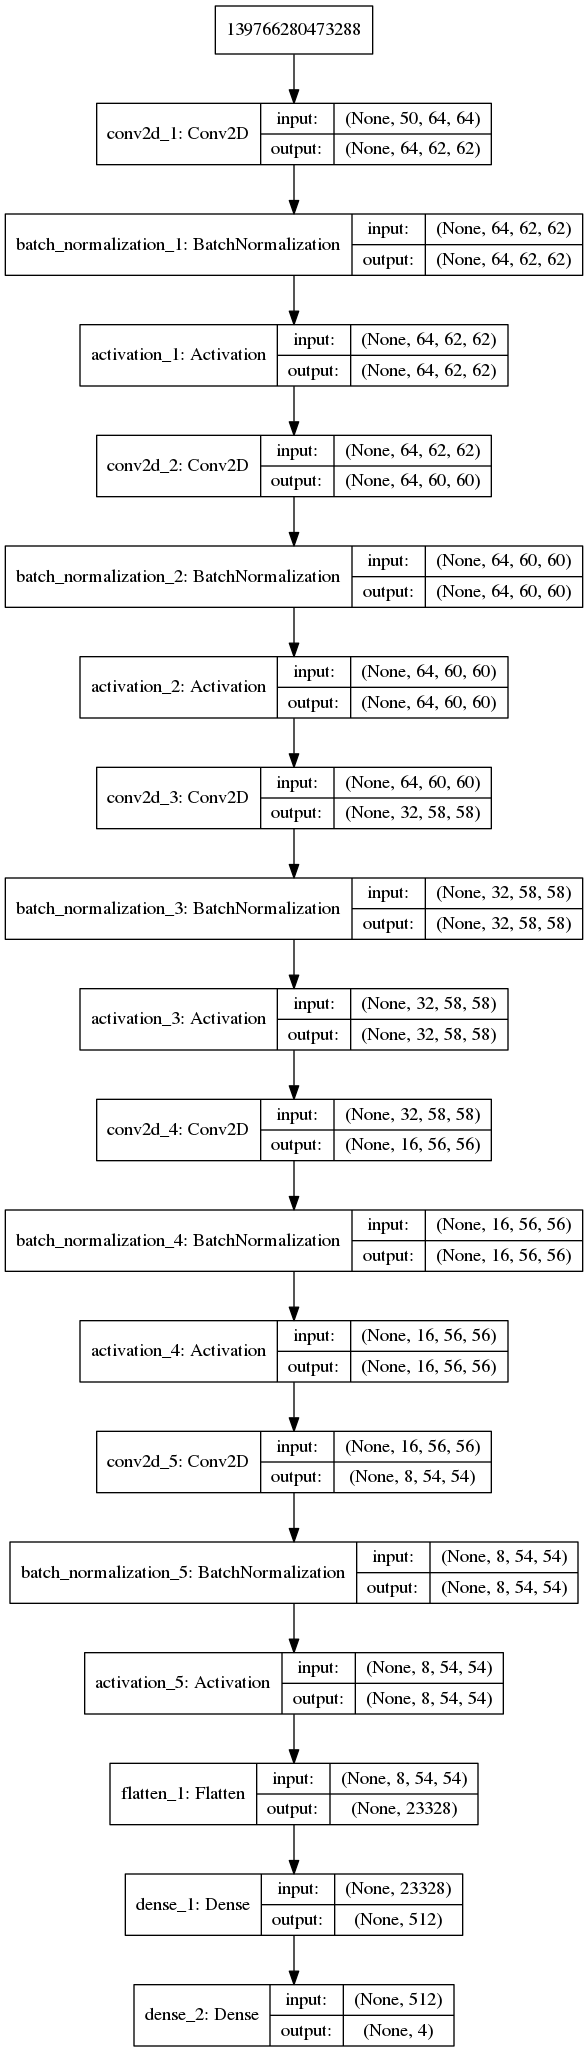 139766280473288
conv2d_1: Conv2D
input: (None, 50, 64, 64)
output: (None, 64, 62, 62)
batch_normalization_1: BatchNormalization
input: (None, 64, 62, 62)
output: (None, 64, 62, 62)
activation_1: Activation
input: (None, 64, 62, 62)
output: (None, 64, 62, 62)
conv2d_2: Conv2D
input: (None, 64, 62, 62)
output: (None, 64, 60, 60)
batch_normalization_2: BatchNormalization
input: (None, 64, 60, 60)
output: (None, 64, 60, 60)
activation_2: Activation
input: (None, 64, 60, 60)
output: (None, 64, 60, 60)
conv2d_3: Conv2D
input: (None, 64, 60, 60)
output: (None, 32, 58, 58)
batch_normalization_3: BatchNormalization
input: (None, 32, 58, 58)
output: (None, 32, 58, 58)
activation_3: Activation
input: (None, 32, 58, 58)
output: (None, 32, 58, 58)
conv2d_4: Conv2D
input: (None, 32, 58, 58)
output: (None, 16, 56, 56)
batch_normalization_4: BatchNormalization
input: (None, 16, 56, 56)
output: (None, 16, 56, 56)
activation_4: Activation
input: (None, 16, 56, 56)
output: (None, 16, 56, 56)
conv2d_5: Conv2D
input: (None, 16, 56, 56)
output: (None, 8, 54, 54)
batch_normalization_5: BatchNormalization
input: (None, 8, 54, 54)
output: (None, 8, 54, 54)
activation_5: Activation
input: (None, 8, 54, 54)
output: (None, 8, 54, 54)
flatten_1: Flatten
input: (None, 8, 54, 54)
output: (None, 23328)
dense_1: Dense
input: (None, 23328)
output: (None, 512)
dense_2: Dense
input: (None, 512)
output: (None, 4)